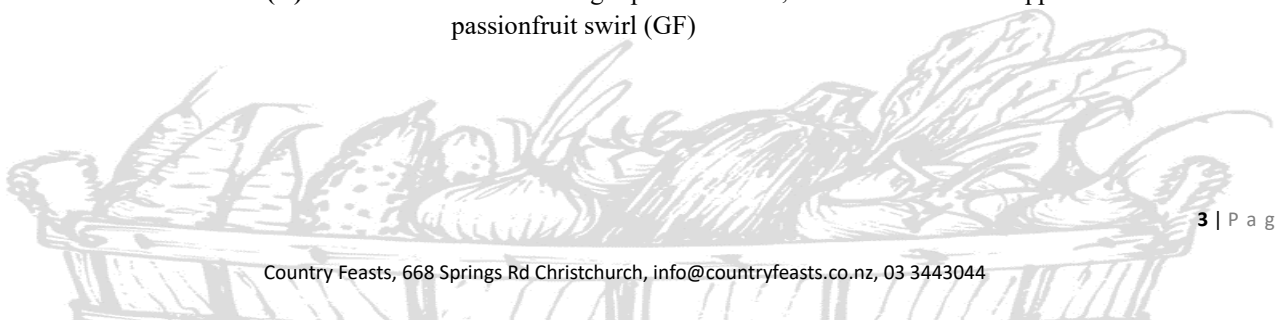 passionfruit swirl (GF)
3 | P a g
Country Feasts, 668 Springs Rd Christchurch, info@countryfeasts.co.nz, 03 3443044